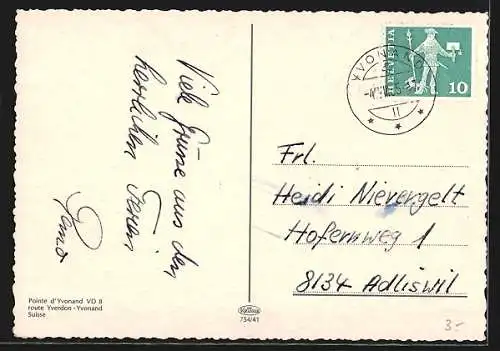 Viele Grüsse aus den
herrlichen Ferien
Pointe d'Yvonand VD 8
route Yverdon - Yvonand
Suisse
734/41
YVONAND
HELVETIA
10
Frl.
Heidi Nievergelt
Hofernweg 1
8134 Adliswil
3.-